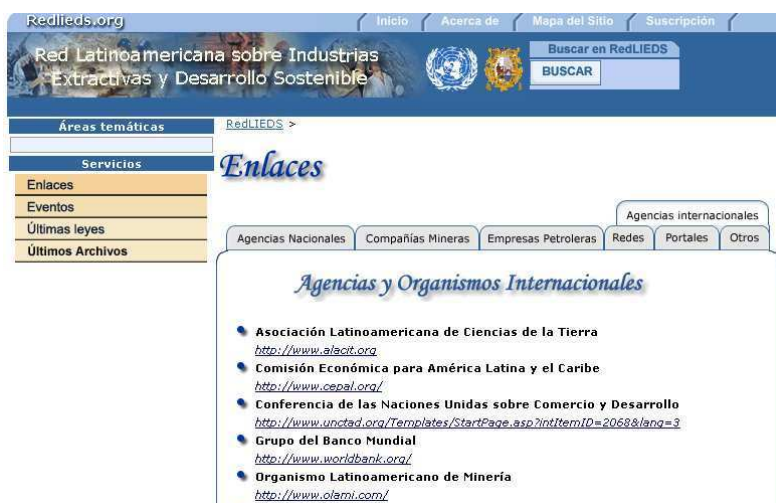 Redlieds.org
Inicio
Acerca de
Mapa del Sitio
Suscripción
Red Latinoamericana sobre Industrias
Extractivas y Desarrollo Sostenible
Buscar en RedLIEDS
BUSCAR
Áreas temáticas
Servicios
Enlaces
Eventos
Últimas leyes
Últimos Archivos
RedLIEDS >
Enlaces
Agencias internacionales
Agencias Nacionales
Compañías Mineras
Empresas Petroleras
Redes
Portales
Otros
Agencias y Organismos Internacionales
Asociación Latinoamericana de Ciencias de la Tierra
http://www.alacit.org
Comisión Económica para América Latina y el Caribe
http://www.cepal.org/
Conferencia de las Naciones Unidas sobre Comercio y Desarrollo
http://www.unctad.org/Templates/StartPage.asp?intItemID=2068&lang=3
Grupo del Banco Mundial
http://www.worldbank.org/
Organismo Latinoamericano de Minería
http://www.olami.com/